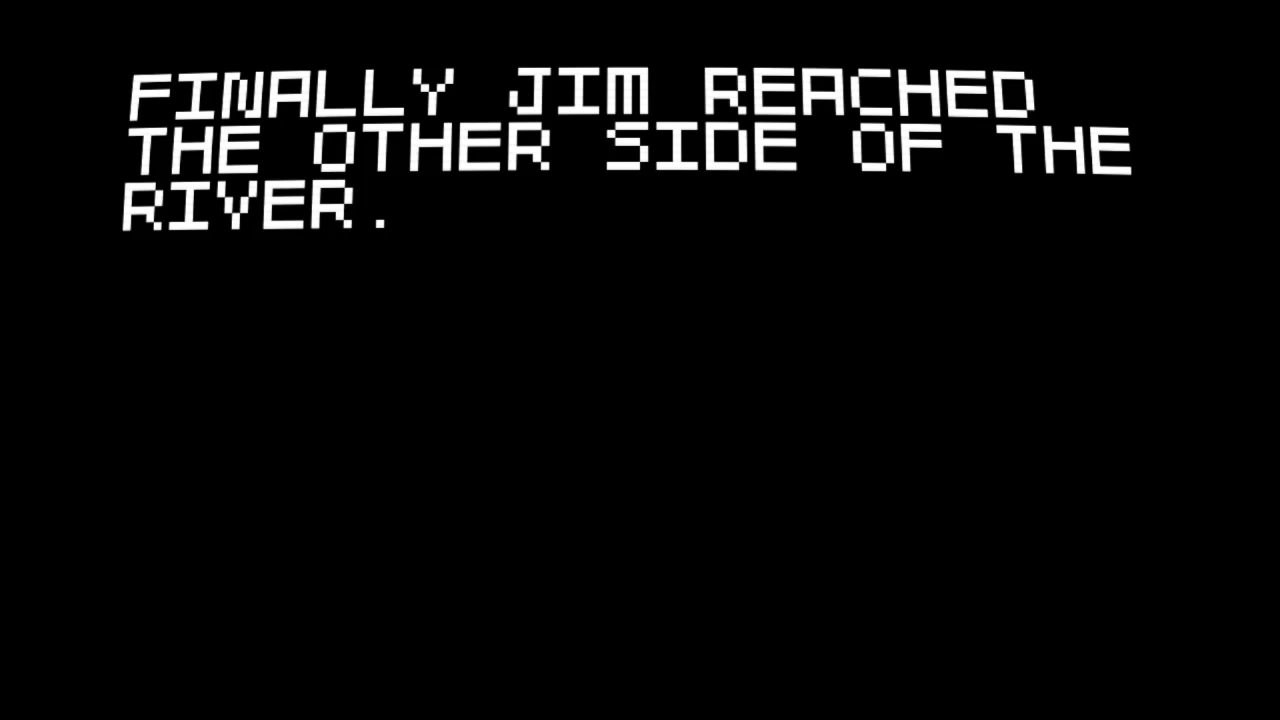 FINALLY JIM REACHED
THE OTHER SIDE OF THE
RIVER.